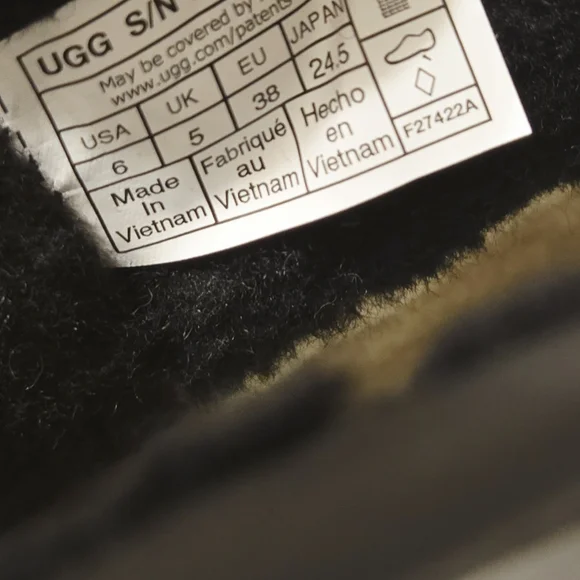 UGG S/N
May be covered by
www.ugg.com/patents
USA UK EU JAPAN
6 5 38 24.5
Made
In
Vietnam
Fabriqué
au
Vietnam
Hecho
en
Vietnam
F27422A